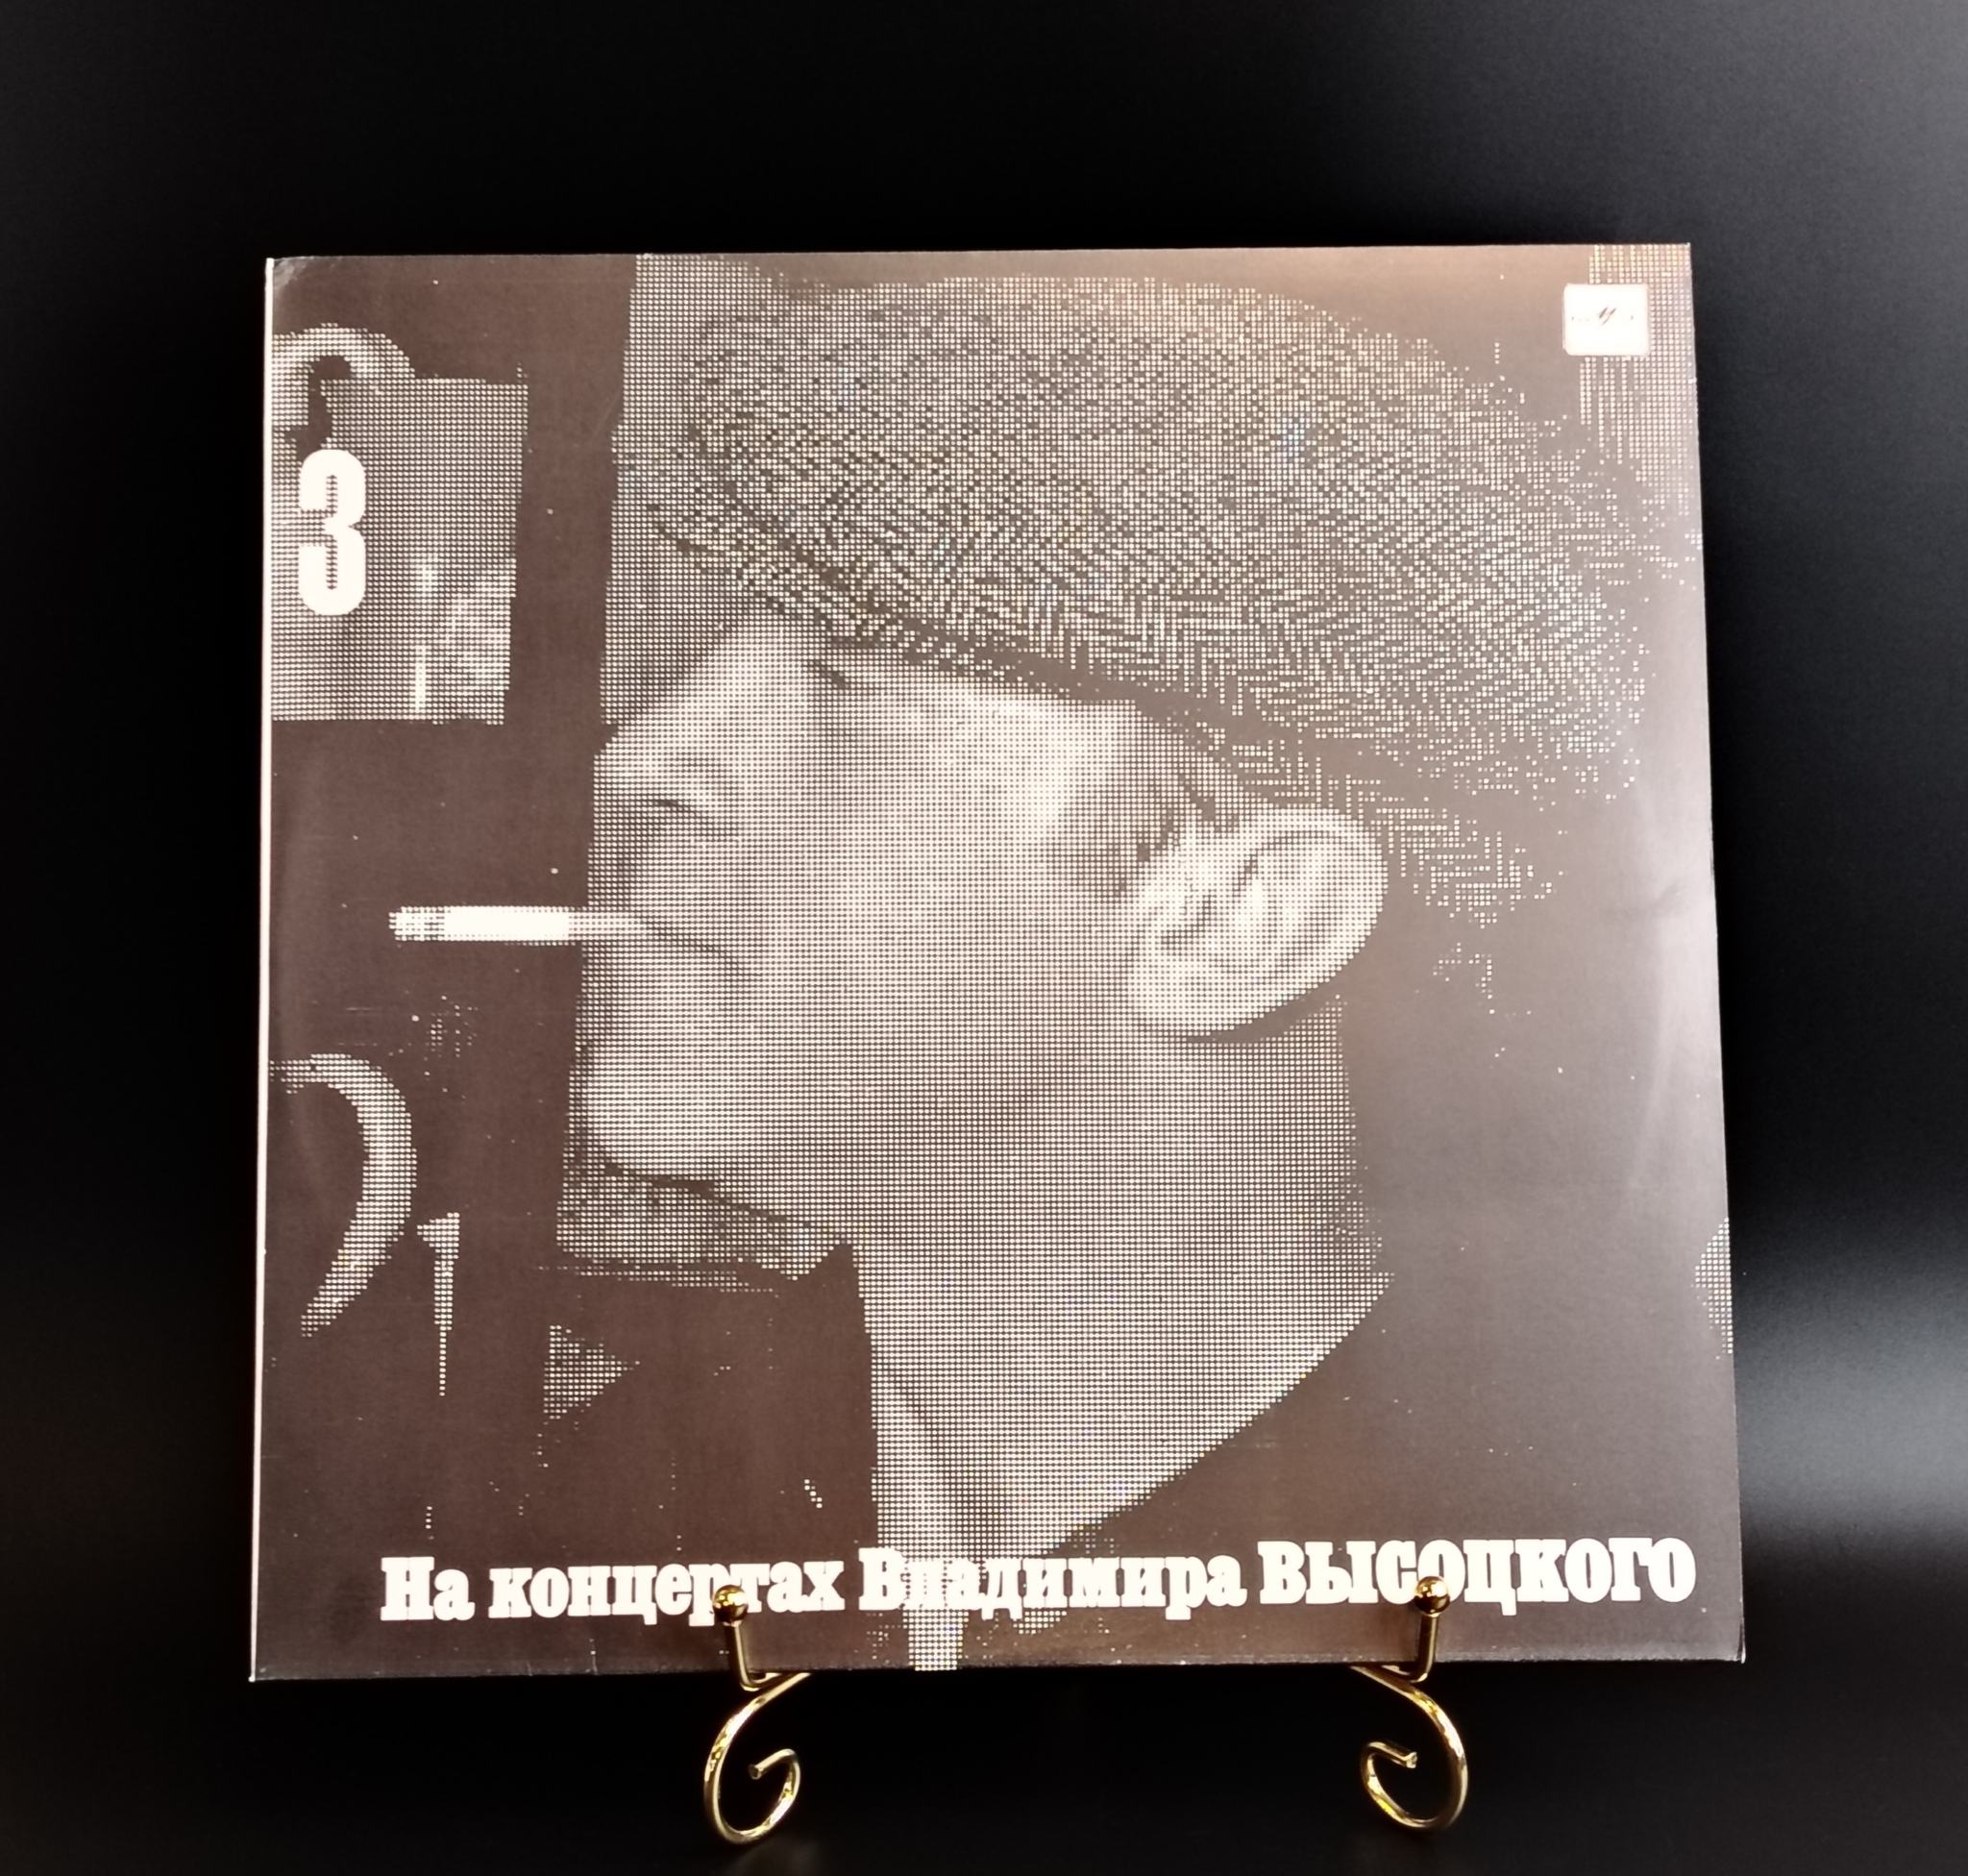 3
На концертах Владимира ВЫСОЦКОГО